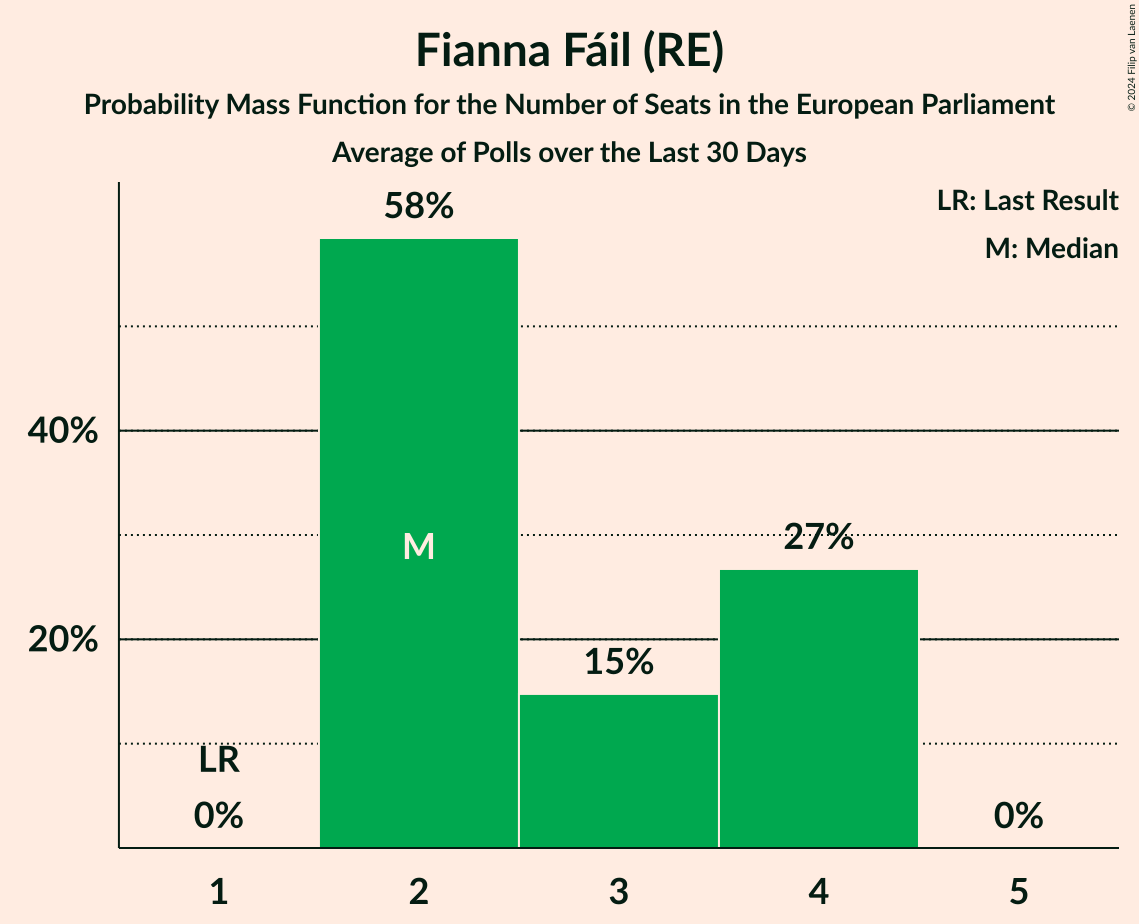 Fianna Fáil (RE)
Probability Mass Function for the Number of Seats in the European Parliament
Average of Polls over the Last 30 Days
© 2024 Filip van Laenen
LR: Last Result
M: Median
58%
40%
M
27%
20%
15%
LR
0%
0%
1 2 3 4 5